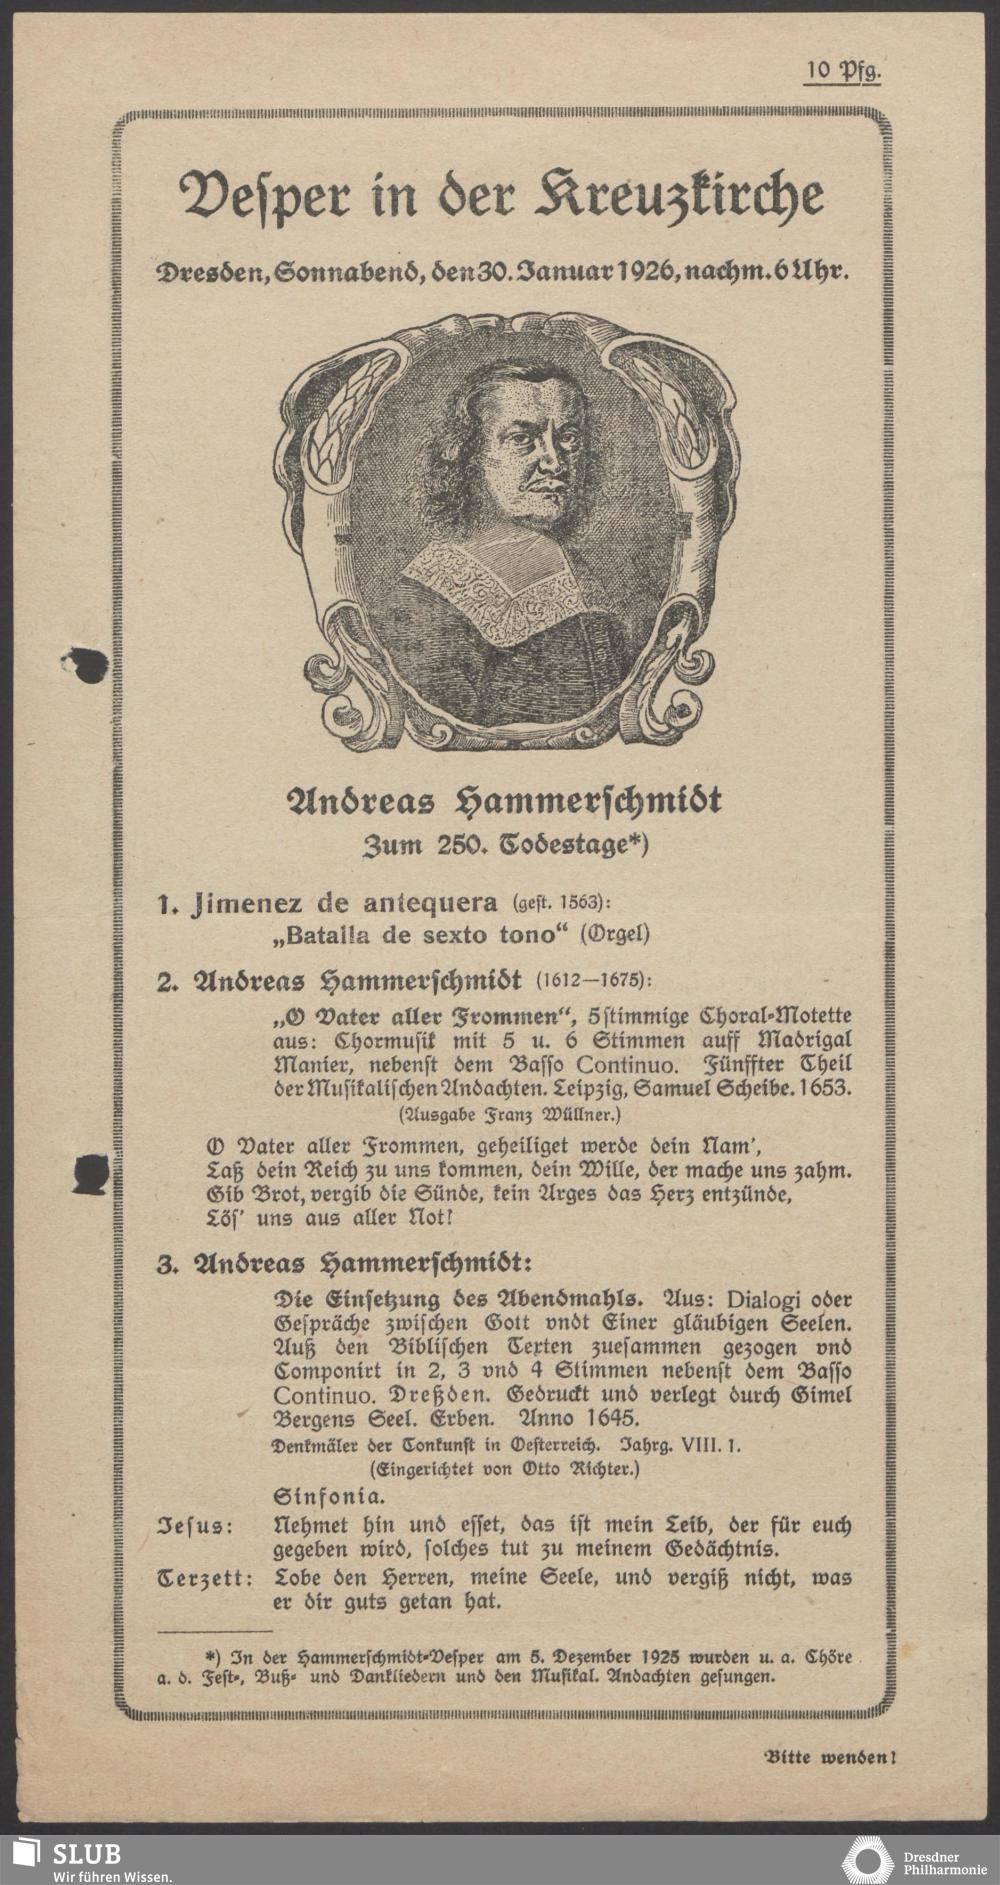 10 Pfg.
Vesper in der Kreuzkirche
Dresden, Sonnabend, den 30. Januar 1926, nachm. 6 Uhr.
Andreas Hammerschmidt
Zum 250. Todestage*)
1. Jimenez de antequera (gest. 1563):
„Batalla de sexto tono“ (Orgel)
2. Andreas Hammerschmidt (1612—1675):
„O Vater aller Frommen“, 5stimmige Choral-Motette
aus: Chormusik mit 5 u. 6 Stimmen auff Madrigal
Manier, nebenst dem Basso Continuo. Fünffter Theil
der Musikalischen Andachten. Leipzig, Samuel Scheibe. 1653.
(Ausgabe Franz Wüllner.)
O Vater aller Frommen, geheiliget werde dein Nam’,
Laß dein Reich zu uns kommen, dein Wille, der mache uns zahm.
Gib Brot, vergib die Sünde, kein Arges das Herz entzünde,
Lös’ uns aus aller Not!
3. Andreas Hammerschmidt:
Die Einsetzung des Abendmahls. Aus: Dialogi oder
Gespräche zwischen Gott vndt Einer gläubigen Seelen.
Auß den Biblischen Texten zuesammen gezogen vnd
Componirt in 2, 3 vnd 4 Stimmen nebenst dem Basso
Continuo. Dreßden. Gedruckt und verlegt durch Gimel
Bergens Seel. Erben. Anno 1645.
Denkmäler der Tonkunst in Oesterreich. Jahrg. VIII. 1.
(Eingerichtet von Otto Richter.)
Sinfonia.
Jesus: Nehmet hin und esset, das ist mein Leib, der für euch
gegeben wird, solches tut zu meinem Gedächtnis.
Terzett: Lobe den Herren, meine Seele, und vergiß nicht, was
er dir guts getan hat.
*) In der Hammerschmidt-Vesper am 5. Dezember 1925 wurden u. a. Chöre
a. d. Fest-, Buß- und Dankliedern und den Musikal. Andachten gesungen.
Bitte wenden!
SLUB
Wir führen Wissen.
Dresdner
Philharmonie